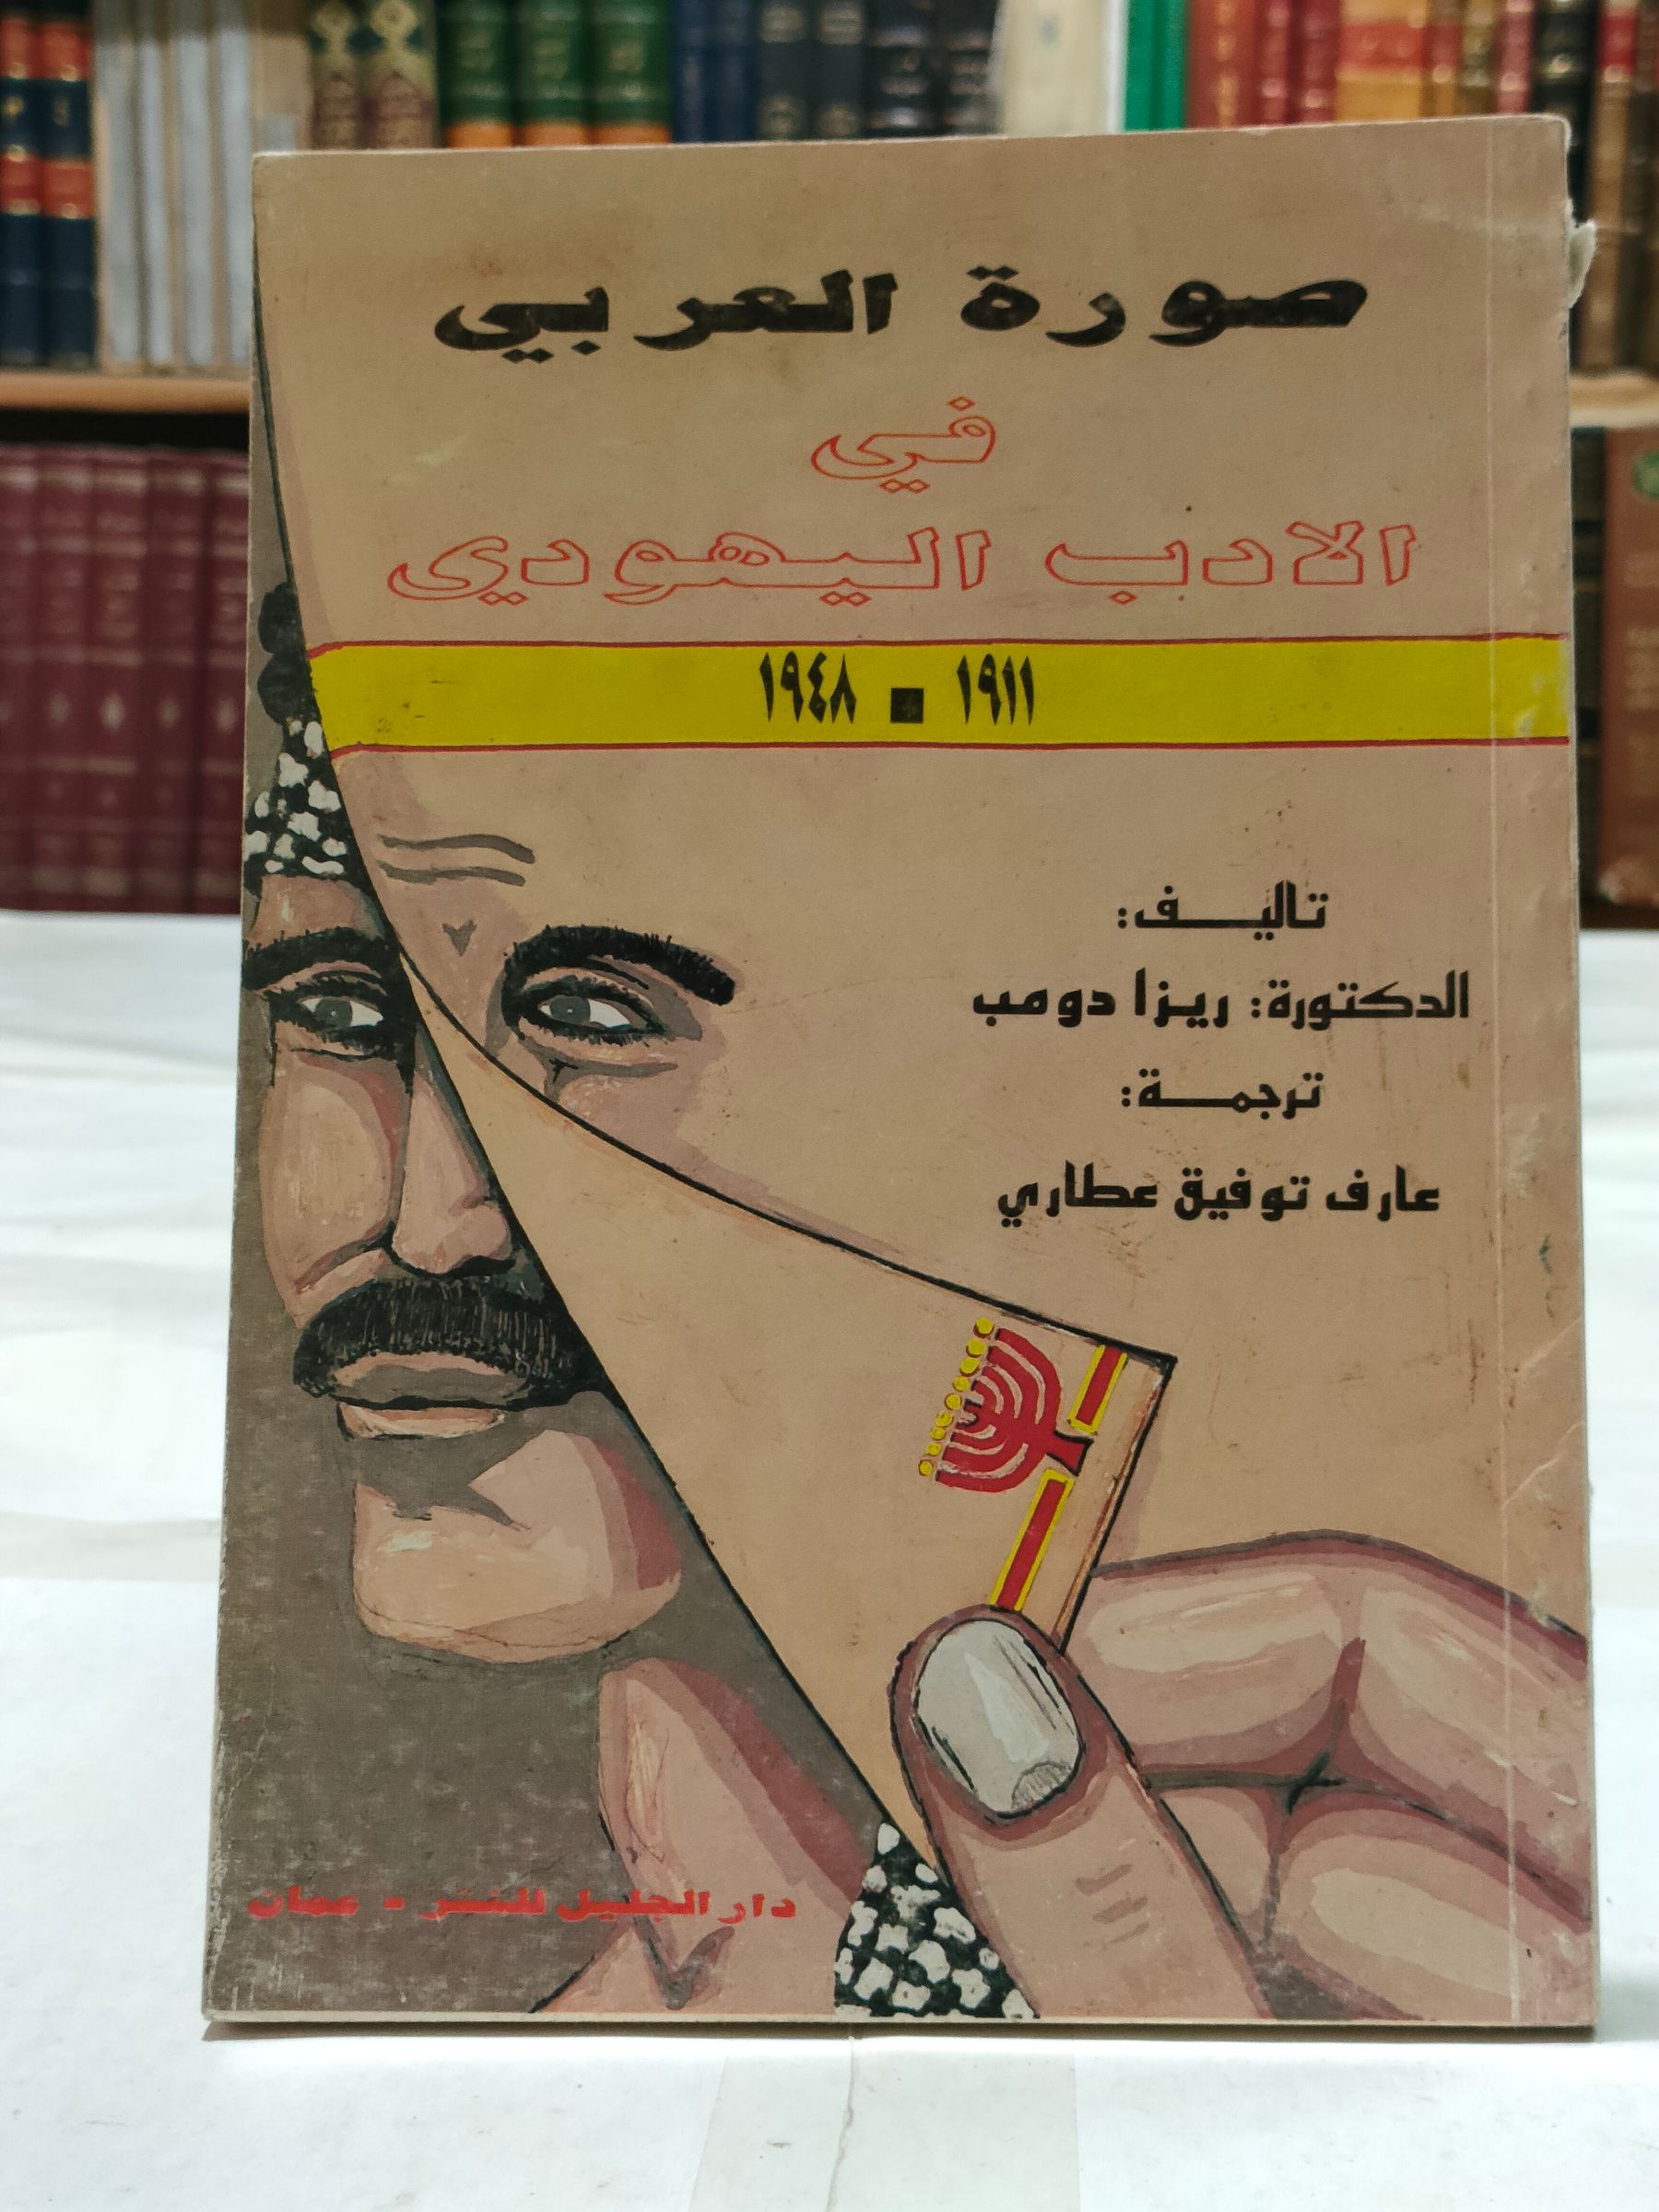 صورة العربي
في
الادب اليهودي
١٩١١ ■ ١٩٤٨
تاليف:
الدكتورة: ريزا دومب
ترجمة:
عارف توفيق عطاري
دار الجليل للنشر - عمان